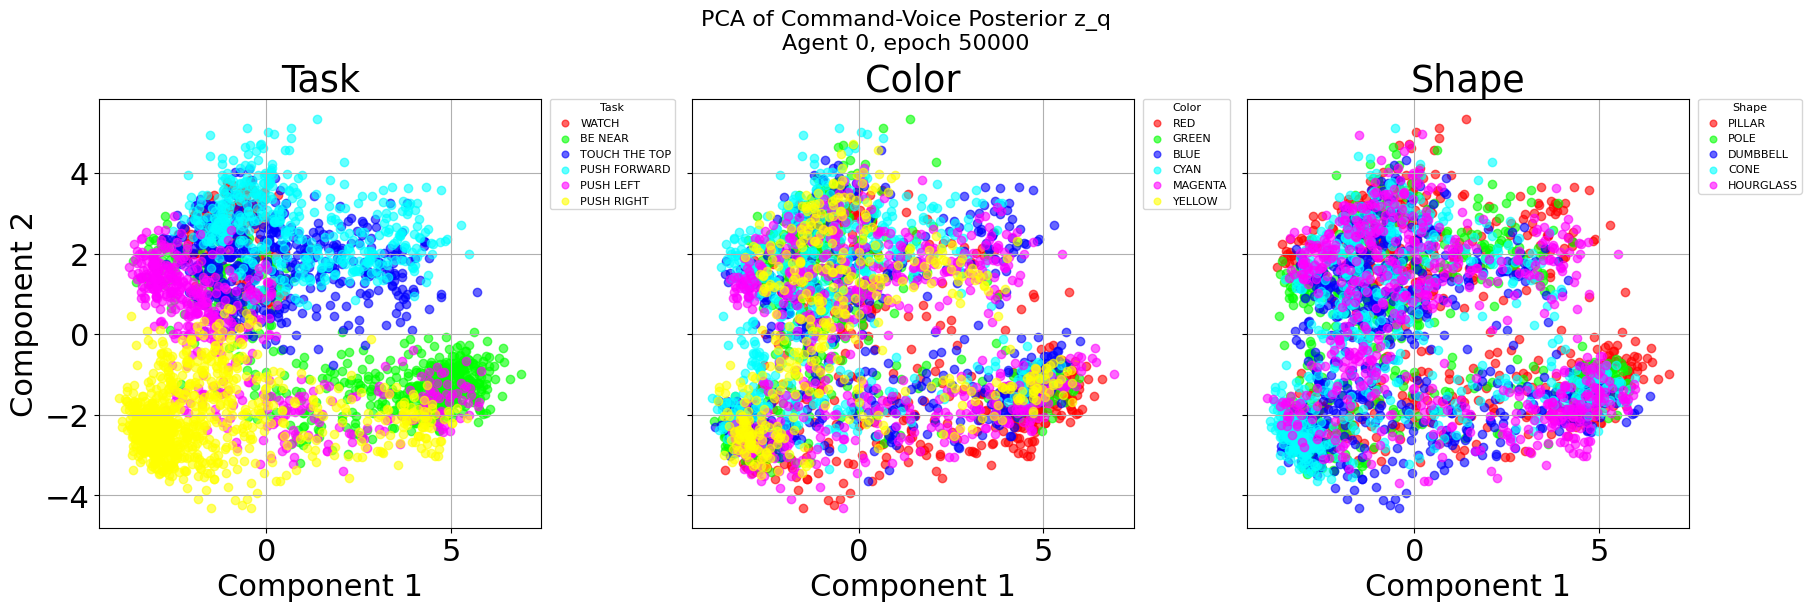 PCA of Command-Voice Posterior z_q
Agent 0, epoch 50000
Task
Component 2
4
2
0
−2
−4
0
5
Component 1
Task
WATCH
BE NEAR
TOUCH THE TOP
PUSH FORWARD
PUSH LEFT
PUSH RIGHT
Color
0
5
Component 1
Color
RED
GREEN
BLUE
CYAN
MAGENTA
YELLOW
Shape
0
5
Component 1
Shape
PILLAR
POLE
DUMBBELL
CONE
HOURGLASS